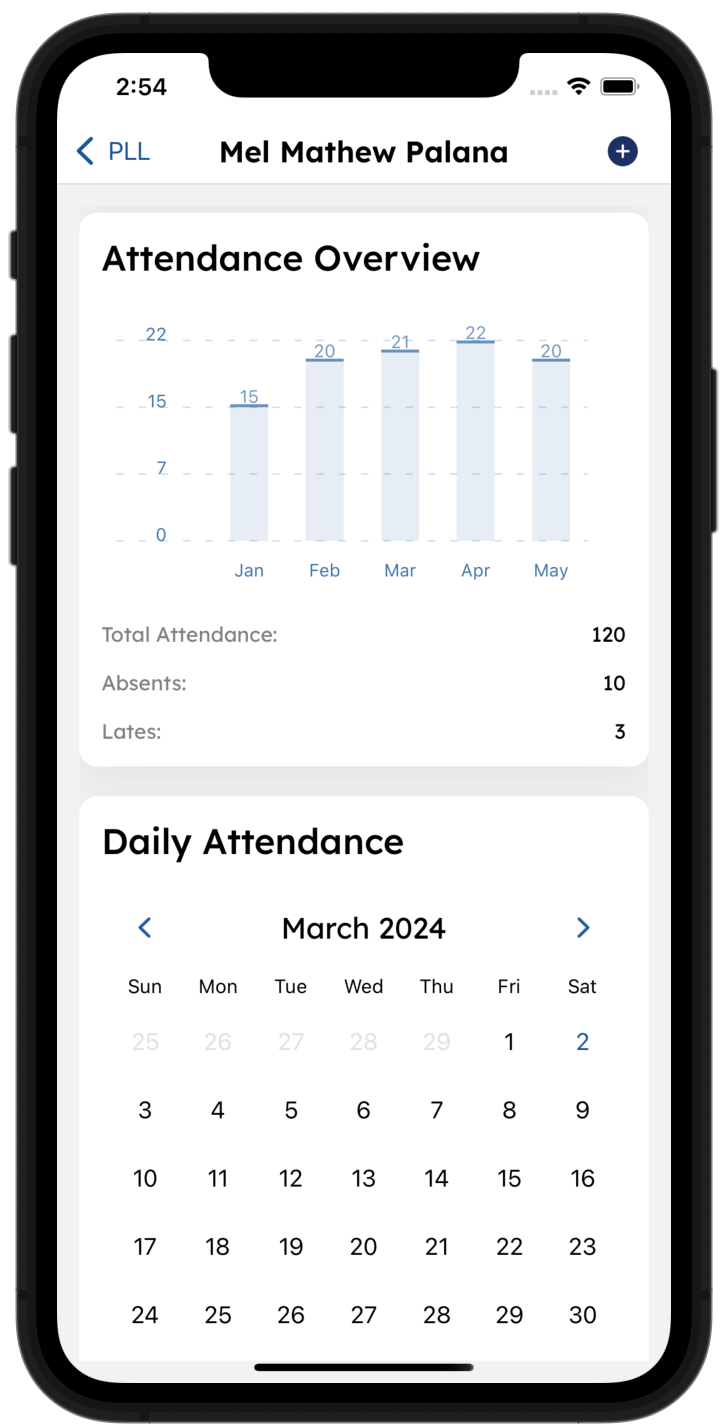 2:54
PLL Mel Mathew Palana
Attendance Overview
22
22
21
20 20
15
15
7
0
Jan Feb Mar Apr May
Total Attendance: 120
Absents: 10
Lates: 3
Daily Attendance
March 2024
Sun Mon Tue Wed Thu Fri Sat
25 26 27 28 29 1 2
3 4 5 6 7 8 9
10 11 12 13 14 15 16
17 18 19 20 21 22 23
24 25 26 27 28 29 30